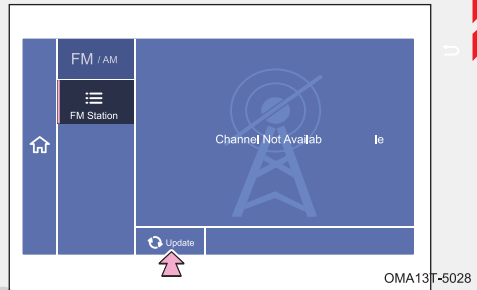 FM / AM
FM Station
Channel Not Availab le
Update
OMA13T-5028